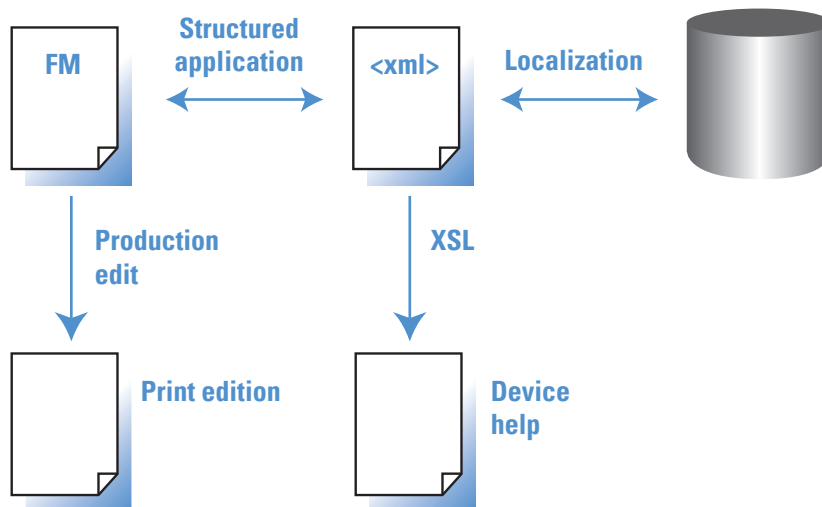 FM
Structured
application
<xml>
Localization
Production
edit
XSL
Print edition
Device
help